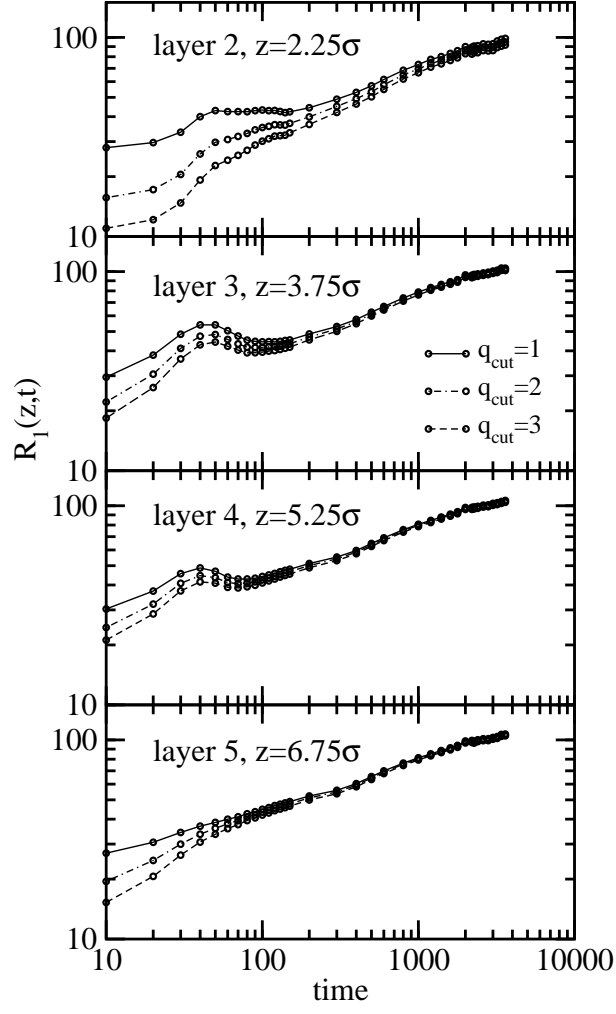 100
layer 2, z=2.25σ
10
100
layer 3, z=3.75σ
q_cut=1
q_cut=2
q_cut=3
10
R_1(z,t)
100
layer 4, z=5.25σ
10
100
layer 5, z=6.75σ
10
10 100 1000 10000
time